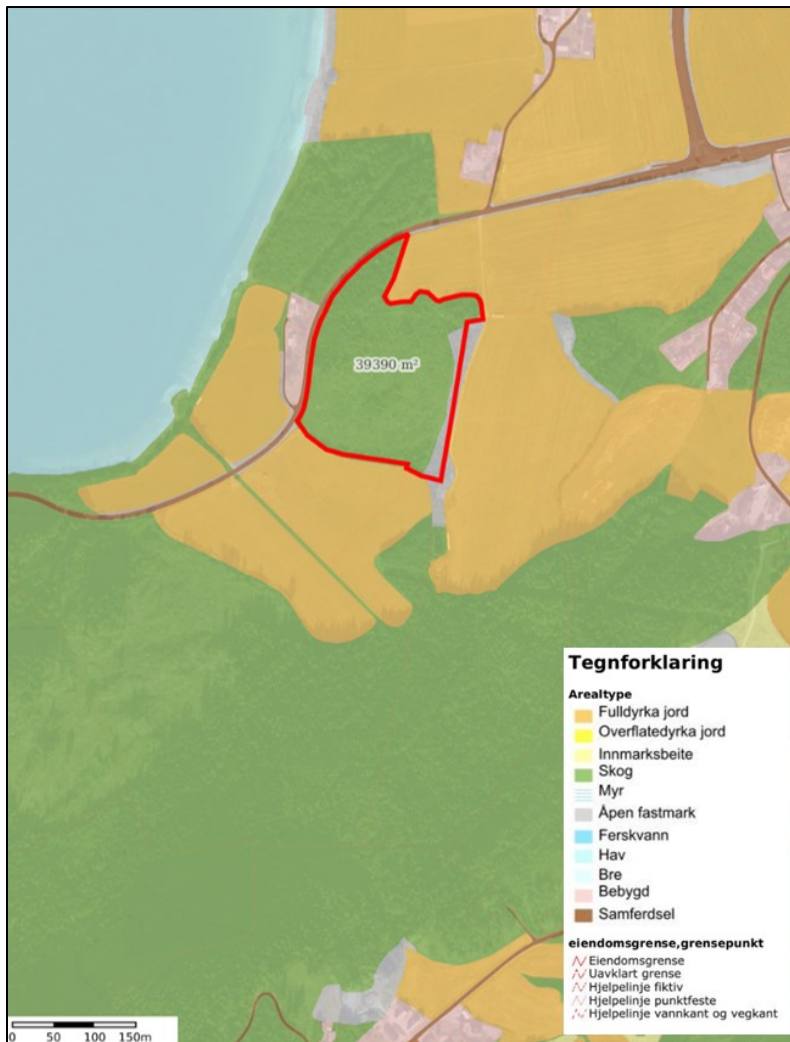 39390 m²
Tegnforklaring
Arealtype
Fulldyrka jord
Overflatedyrka jord
Innmarksbeite
Skog
Myr
Åpen fastmark
Ferskvann
Hav
Bre
Bebygd
Samferdsel
eiendomsgrense,grensepunkt
Eiendomsgrense
Uavklart grense
Hjelpelinje fiktiv
Hjelpelinje punktfeste
Hjelpelinje vannkant og vegkant
0 50 100 150m